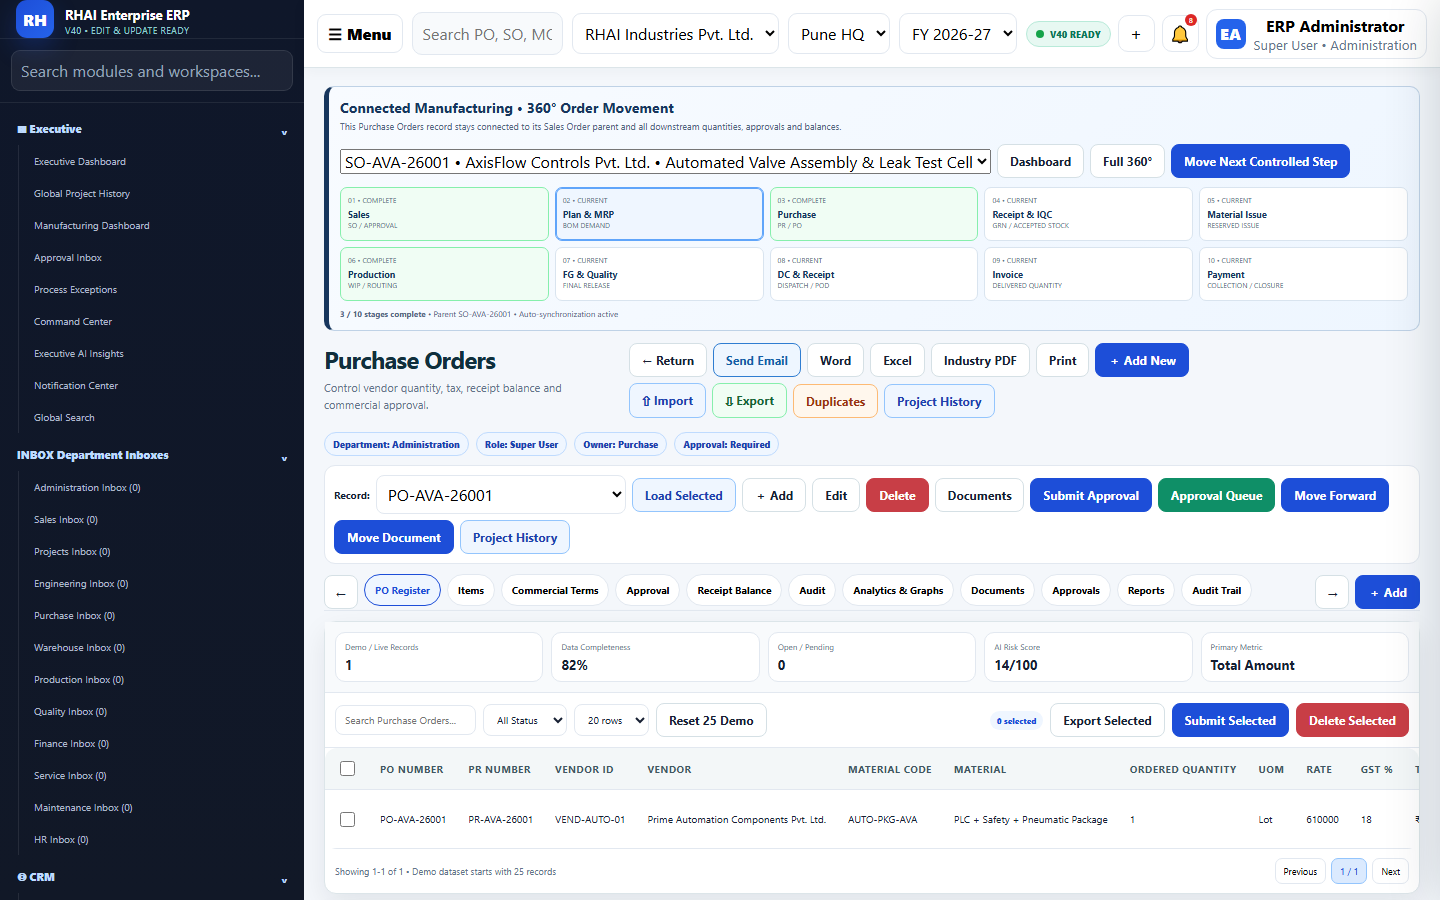 RH
RHAI Enterprise ERP
V40 • EDIT & UPDATE READY
Search modules and workspaces...
Executive
Executive Dashboard
Global Project History
Manufacturing Dashboard
Approval Inbox
Process Exceptions
Command Center
Executive AI Insights
Notification Center
Global Search
INBOX Department Inboxes
Administration Inbox (0)
Sales Inbox (0)
Projects Inbox (0)
Engineering Inbox (0)
Purchase Inbox (0)
Warehouse Inbox (0)
Production Inbox (0)
Quality Inbox (0)
Finance Inbox (0)
Service Inbox (0)
Maintenance Inbox (0)
HR Inbox (0)
CRM
☰ Menu
Search PO, SO, MC
RHAI Industries Pvt. Ltd.
Pune HQ
FY 2026-27
V40 READY
+
8
EA
ERP Administrator
Super User • Administration
Connected Manufacturing • 360° Order Movement
This Purchase Orders record stays connected to its Sales Order parent and all downstream quantities, approvals and balances.
SO-AVA-26001 • AxisFlow Controls Pvt. Ltd. • Automated Valve Assembly & Leak Test Cell
Dashboard
Full 360°
Move Next Controlled Step
01 • COMPLETE
Sales
SO / APPROVAL
02 • CURRENT
Plan & MRP
BOM DEMAND
03 • COMPLETE
Purchase
PR / PO
04 • CURRENT
Receipt & IQC
GRN / ACCEPTED STOCK
05 • CURRENT
Material Issue
RESERVED ISSUE
06 • COMPLETE
Production
WIP / ROUTING
07 • CURRENT
FG & Quality
FINAL RELEASE
08 • CURRENT
DC & Receipt
DISPATCH / POD
09 • CURRENT
Invoice
DELIVERED QUANTITY
10 • CURRENT
Payment
COLLECTION / CLOSURE
3 / 10 stages complete • Parent SO-AVA-26001 • Auto-synchronization active
Purchase Orders
Control vendor quantity, tax, receipt balance and
commercial approval.
← Return
Send Email
Word
Excel
Industry PDF
Print
+ Add New
⇧ Import
⇩ Export
Duplicates
Project History
Department: Administration
Role: Super User
Owner: Purchase
Approval: Required
Record:
PO-AVA-26001
Load Selected
+ Add
Edit
Delete
Documents
Submit Approval
Approval Queue
Move Forward
Move Document
Project History
←
PO Register
Items
Commercial Terms
Approval
Receipt Balance
Audit
Analytics & Graphs
Documents
Approvals
Reports
Audit Trail
→
+ Add
Demo / Live Records
1
Data Completeness
82%
Open / Pending
0
AI Risk Score
14/100
Primary Metric
Total Amount
Search Purchase Orders...
All Status
20 rows
Reset 25 Demo
0 selected
Export Selected
Submit Selected
Delete Selected
PO NUMBER PR NUMBER VENDOR ID VENDOR MATERIAL CODE MATERIAL ORDERED QUANTITY UOM RATE GST %
PO-AVA-26001 PR-AVA-26001 VEND-AUTO-01 Prime Automation Components Pvt. Ltd. AUTO-PKG-AVA PLC + Safety + Pneumatic Package 1 Lot 610000 18
Showing 1-1 of 1 • Demo dataset starts with 25 records
Previous
1 / 1
Next